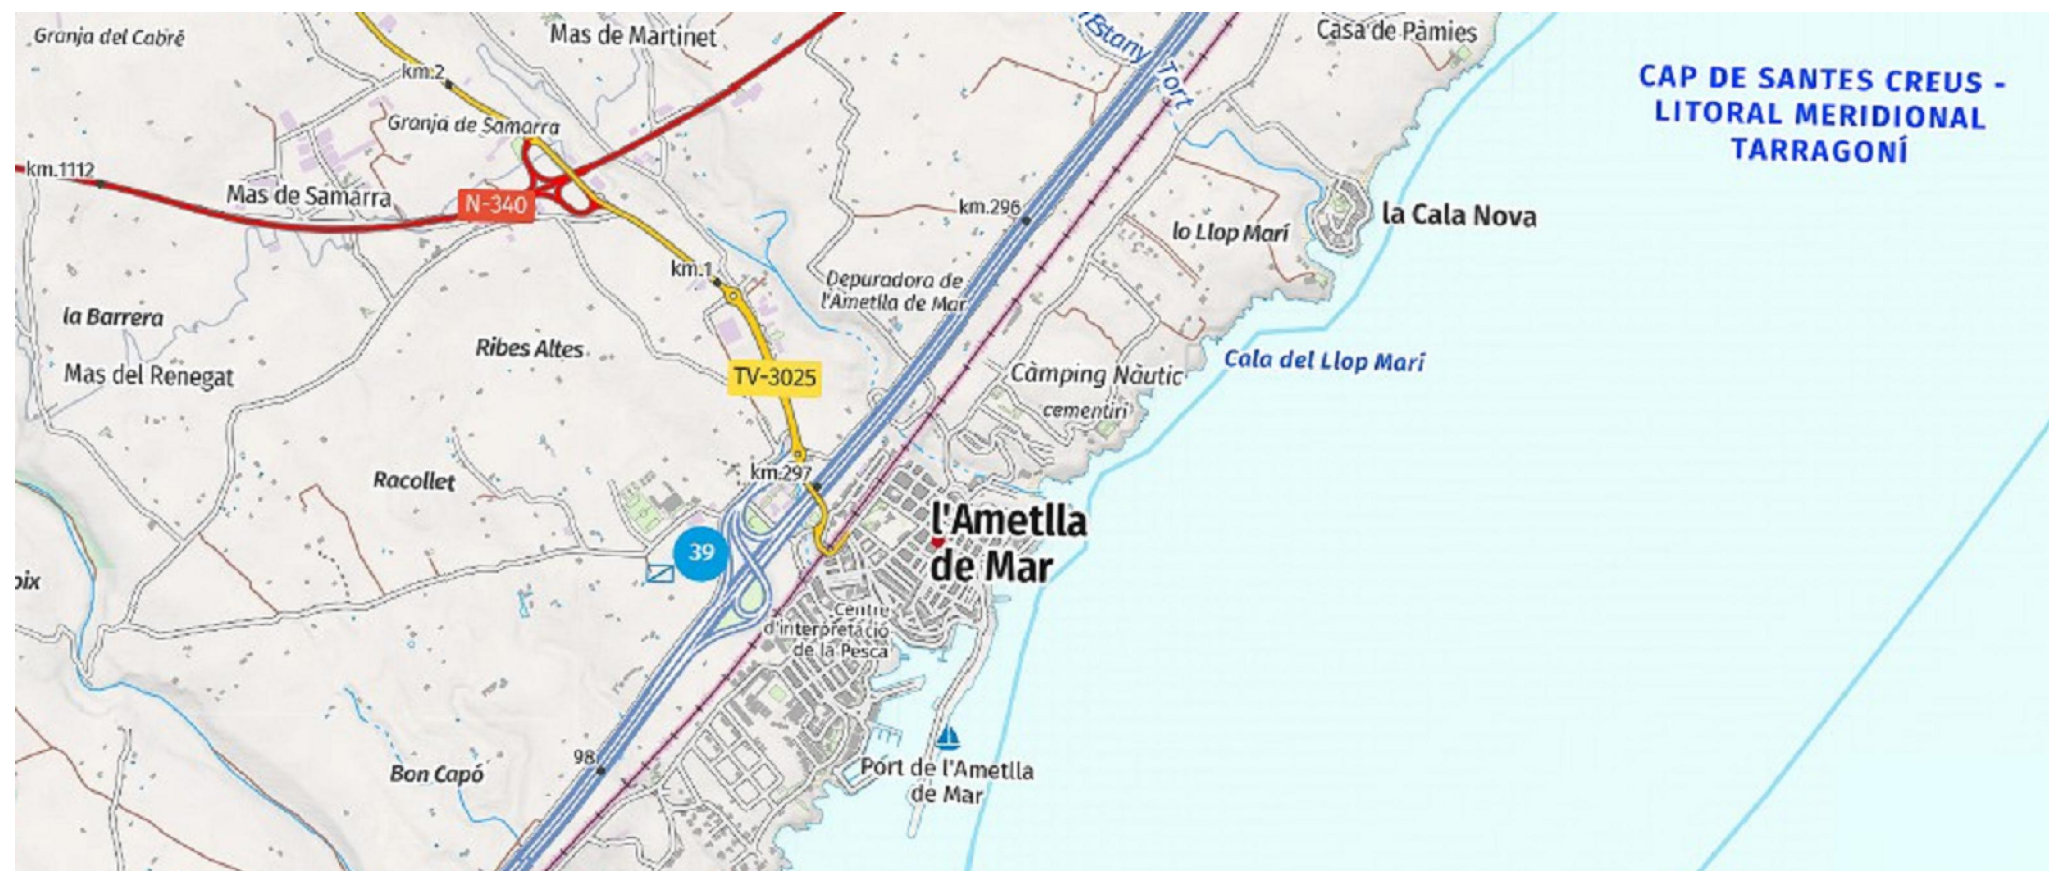 Granja del Cabré
Mas de Martinet
l'Estany Tort
Casa de Pàmies
CAP DE SANTES CREUS -
LITORAL MERIDIONAL
TARRAGONÍ
km.2
Granja de Samarra
km.1112
Mas de Samarra
N-340
km.296
la Cala Nova
lo Llop Marí
km.1
Depuradora de
l'Ametlla de Mar
la Barrera
Ribes Altes
Mas del Renegat
TV-3025
Càmping Nàutic
Cala del Llop Marí
cementiri
Racollet
km.297
l'Ametlla
de Mar
39
oix
Centre
d'interpretació
de la Pesca
98
Bon Capó
Port de l'Ametlla
de Mar